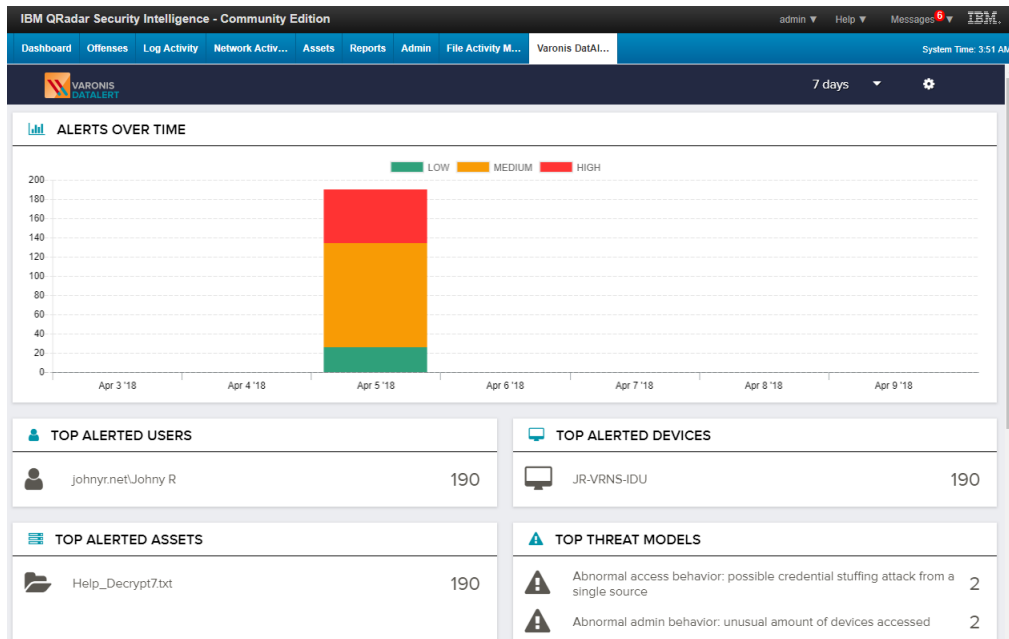 IBM QRadar Security Intelligence - Community Edition
admin ▼ Help ▼ Messages 6 ▼ IBM.
Dashboard Offenses Log Activity Network Activ... Assets Reports Admin File Activity M... Varonis DatAl... System Time: 3:51 AM
VARONIS
DATALERT
7 days
ALERTS OVER TIME
LOW MEDIUM HIGH
200
180
160
140
120
100
80
60
40
20
0
Apr 3 '18 Apr 4 '18 Apr 5 '18 Apr 6 '18 Apr 7 '18 Apr 8 '18 Apr 9 '18
TOP ALERTED USERS
johnyr.net\Johny R 190
TOP ALERTED DEVICES
JR-VRNS-IDU 190
TOP ALERTED ASSETS
Help_Decrypt7.txt 190
TOP THREAT MODELS
Abnormal access behavior: possible credential stuffing attack from a 2
single source
Abnormal admin behavior: unusual amount of devices accessed 2